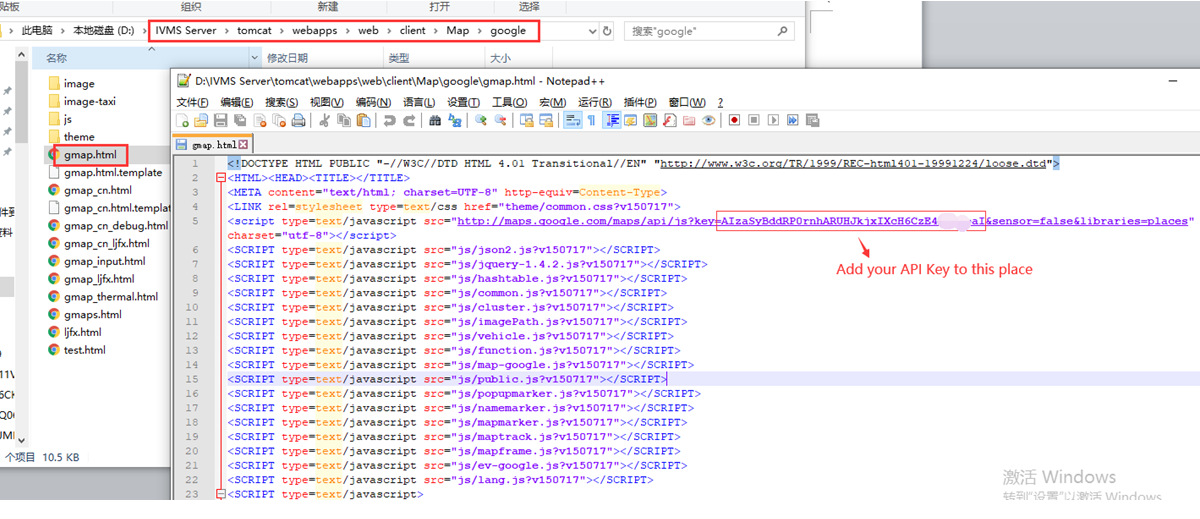 贴板 组织 新建 打开 选择
此电脑 › 本地磁盘 (D:) › IVMS Server › tomcat › webapps › web › client › Map › google 搜索"google"
名称 修改日期 类型 大小
image
image-taxi
js
theme
gmap.html
gmap.html.template
gmap_cn.html
gmap_cn.html.templat
gmap_cn_debug.html
gmap_cn_ljfx.html
gmap_input.html
gmap_ljfx.html
gmap_thermal.html
gmaps.html
ljfx.html
test.html
件到
资料
11V
6CK
Q06
UMI
个项目 10.5 KB
D:\IVMS Server\tomcat\webapps\web\client\Map\google\gmap.html - Notepad++
文件(F) 编辑(E) 搜索(S) 视图(V) 编码(N) 语言(L) 设置(T) 工具(O) 宏(M) 运行(R) 插件(P) 窗口(W) ?
gmap.html
1 <!DOCTYPE HTML PUBLIC "-//W3C//DTD HTML 4.01 Transitional//EN" "http://www.w3c.org/TR/1999/REC-html401-19991224/loose.dtd">
2 <HTML><HEAD><TITLE></TITLE>
3 <META content="text/html; charset=UTF-8" http-equiv=Content-Type>
4 <LINK rel=stylesheet type=text/css href="theme/common.css?v150717">
5 <script type=text/javascript src="http://maps.google.com/maps/api/js?key=AIzaSyBddRP0rnhARUHJkjxIXcH6CzE4 aI&sensor=false&libraries=places"
charset="utf-8"></script>
6 <SCRIPT type=text/javascript src="js/json2.js?v150717"></SCRIPT>
7 <SCRIPT type=text/javascript src="js/jquery-1.4.2.js?v150717"></SCRIPT>
8 <SCRIPT type=text/javascript src="js/hashtable.js?v150717"></SCRIPT>
9 <SCRIPT type=text/javascript src="js/common.js?v150717"></SCRIPT>
10 <SCRIPT type=text/javascript src="js/cluster.js?v150717"></SCRIPT>
11 <SCRIPT type=text/javascript src="js/imagePath.js?v150717"></SCRIPT>
12 <SCRIPT type=text/javascript src="js/vehicle.js?v150717"></SCRIPT>
13 <SCRIPT type=text/javascript src="js/function.js?v150717"></SCRIPT>
14 <SCRIPT type=text/javascript src="js/map-google.js?v150717"></SCRIPT>
15 <SCRIPT type=text/javascript src="js/public.js?v150717"></SCRIPT>
16 <SCRIPT type=text/javascript src="js/popupmarker.js?v150717"></SCRIPT>
17 <SCRIPT type=text/javascript src="js/namemarker.js?v150717"></SCRIPT>
18 <SCRIPT type=text/javascript src="js/mapmarker.js?v150717"></SCRIPT>
19 <SCRIPT type=text/javascript src="js/maptrack.js?v150717"></SCRIPT>
20 <SCRIPT type=text/javascript src="js/mapframe.js?v150717"></SCRIPT>
21 <SCRIPT type=text/javascript src="js/ev-google.js?v150717"></SCRIPT>
22 <SCRIPT type=text/javascript src="js/lang.js?v150717"></SCRIPT>
23 <SCRIPT type=text/javascript>
Add your API Key to this place
激活 Windows
转到"设置"以激活 Windows